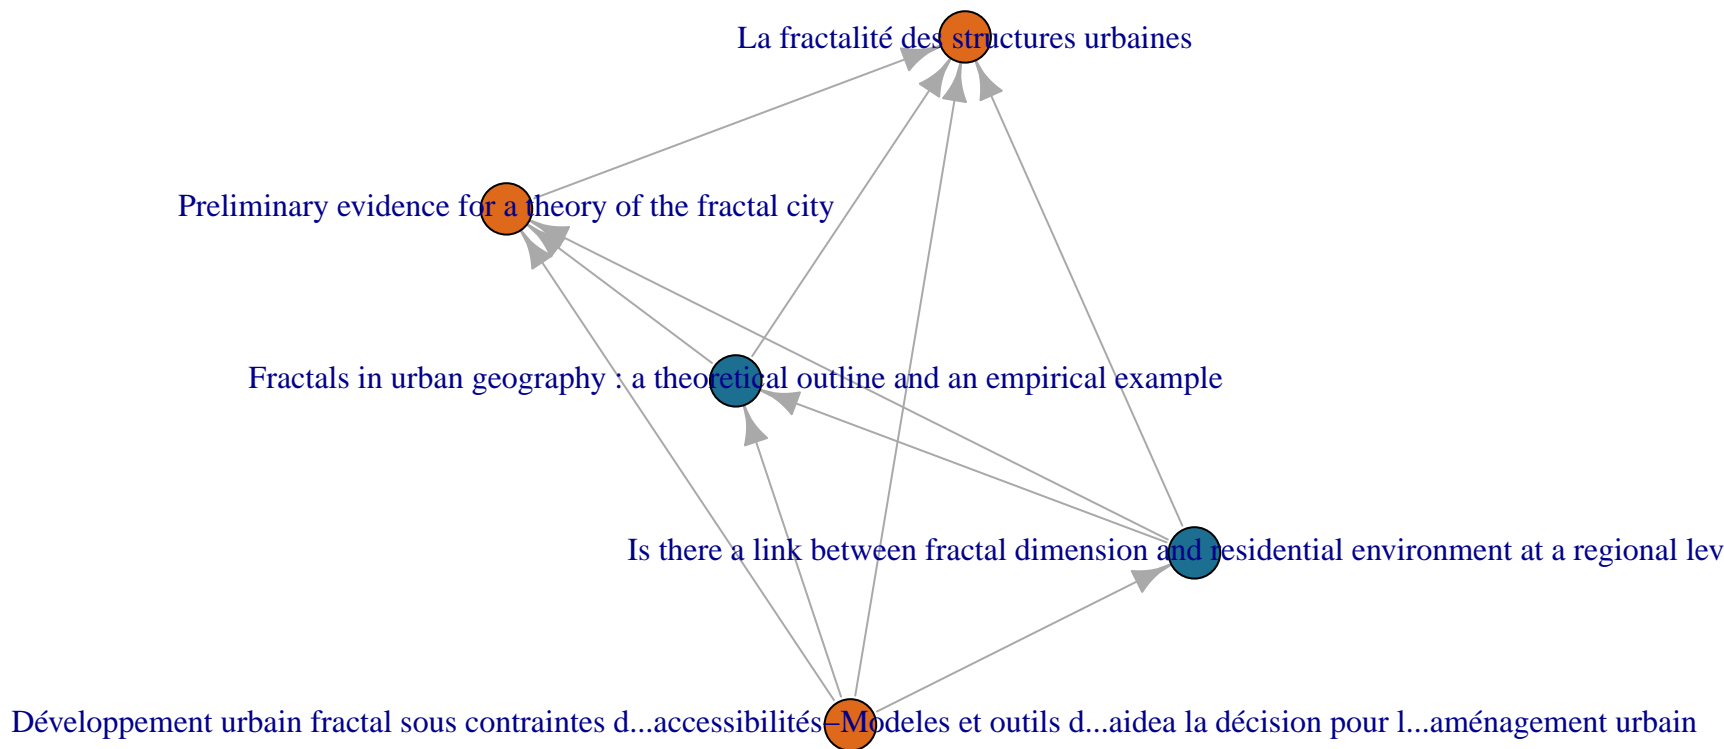 La fractalité des structures urbaines
Preliminary evidence for a theory of the fractal city
Fractals in urban geography : a theoretical outline and an empirical example
Is there a link between fractal dimension and residential environment at a regional lev
Développement urbain fractal sous contraintes d...accessibilités–Modeles et outils d...aidea la décision pour l...aménagement urbain